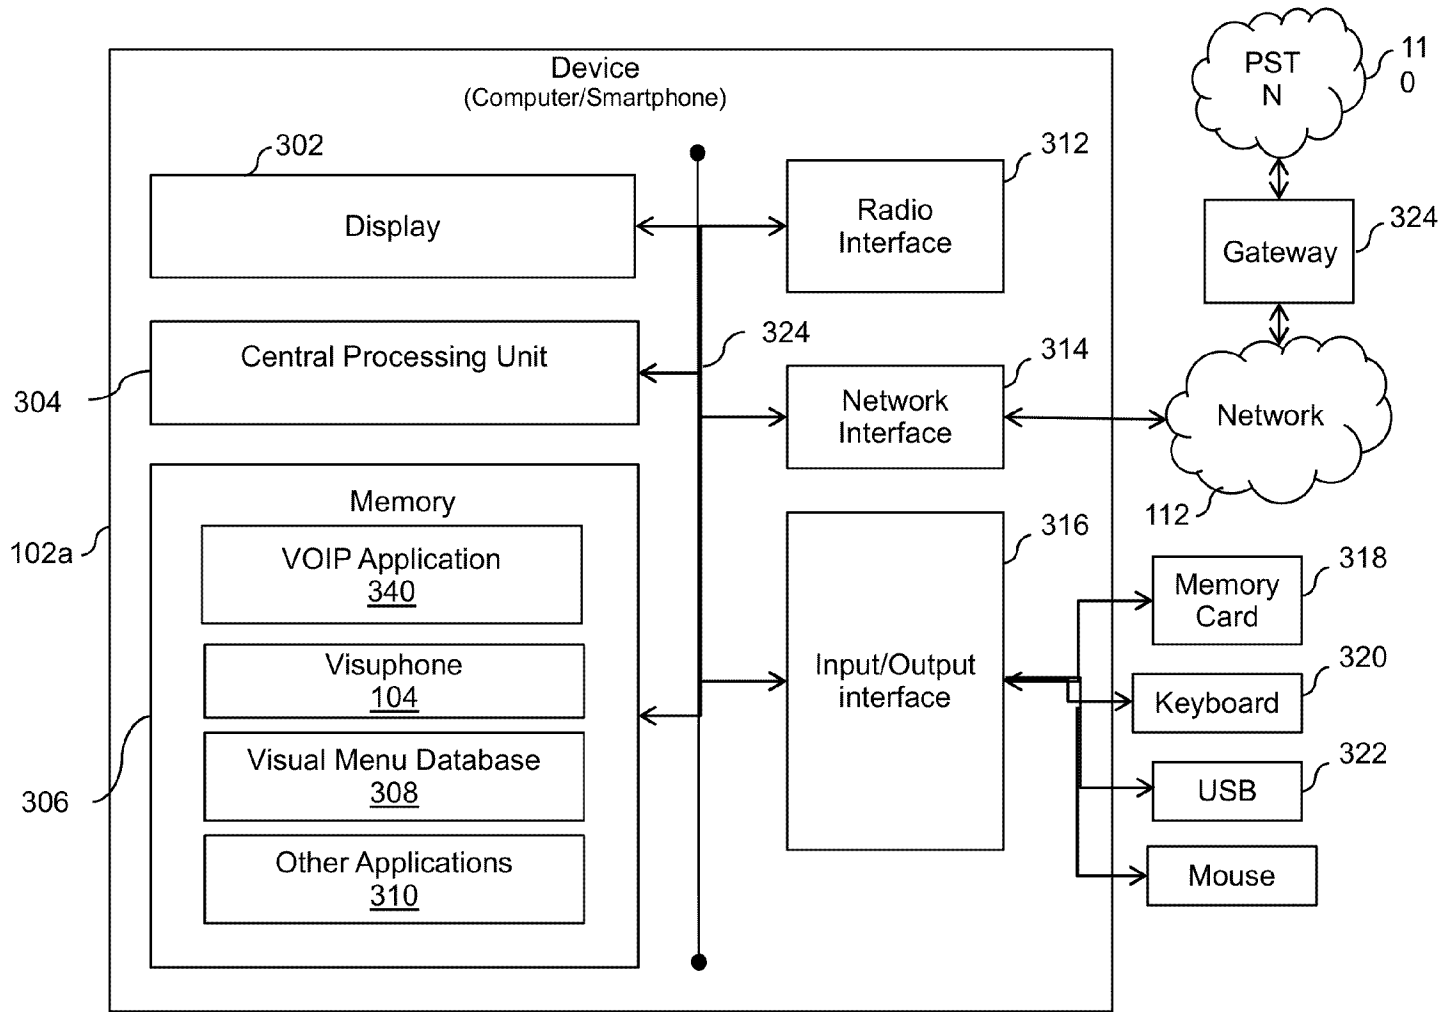 Device
(Computer/Smartphone)
PST
N
11
0
302
312
Display
Radio
Interface
324
Gateway
324
Central Processing Unit
304
314
Network
Interface
Network
112
Memory
102a
VOIP Application
340
316
318
Memory
Card
Visuphone
104
Input/Output
interface
320
Keyboard
Visual Menu Database
308
306
322
USB
Other Applications
310
Mouse